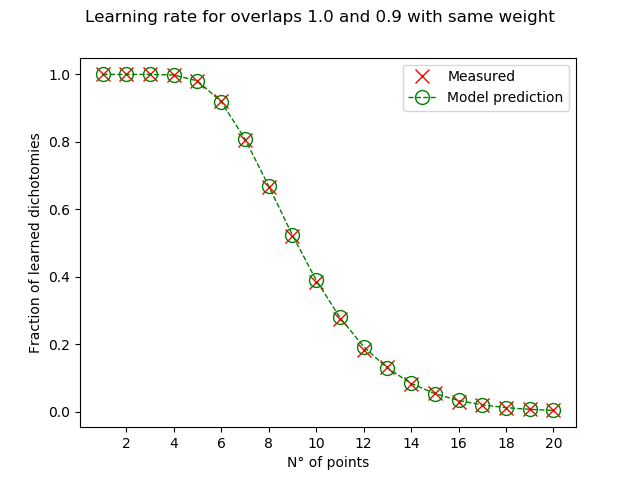 Learning rate for overlaps 1.0 and 0.9 with same weight
Measured
Model prediction
Fraction of learned dichotomies
1.0
0.8
0.6
0.4
0.2
0.0
2 4 6 8 10 12 14 16 18 20
N° of points